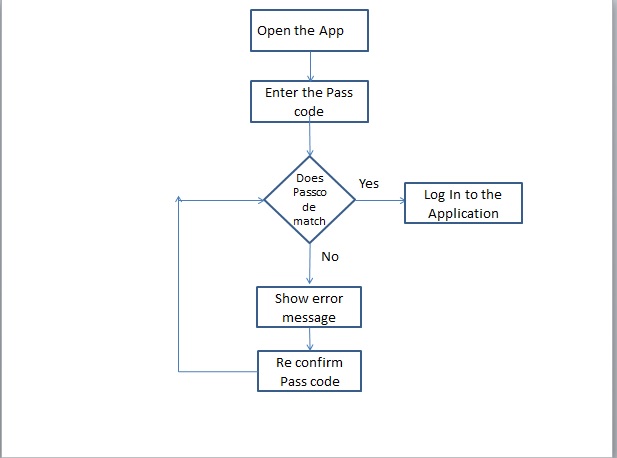 Open the App
Enter the Pass
code
Does
Passco
de
match
Yes
Log In to the
Application
No
Show error
message
Re confirm
Pass code